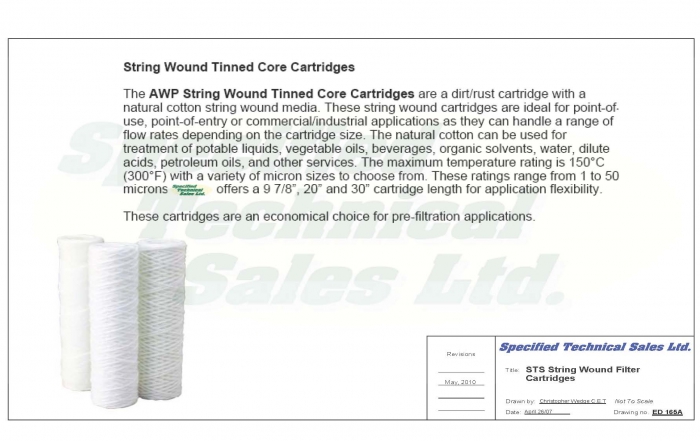 String Wound Tinned Core Cartridges
The AWP String Wound Tinned Core Cartridges are a dirt/rust cartridge with a
natural cotton string wound media. These string wound cartridges are ideal for point-of-
use, point-of-entry or commercial/industrial applications as they can handle a range of
flow rates depending on the cartridge size. The natural cotton can be used for
treatment of potable liquids, vegetable oils, beverages, organic solvents, water, dilute
acids, petroleum oils, and other services. The maximum temperature rating is 150°C
(300°F) with a variety of micron sizes to choose from. These ratings range from 1 to 50
microns Specified Technical Sales Ltd. offers a 9 7/8", 20" and 30" cartridge length for application flexibility.
These cartridges are an economical choice for pre-filtration applications.
Specified
Technical
Sales Ltd.
Revisions
May, 2010
Specified Technical Sales Ltd.
Title: STS String Wound Filter
Cartridges
Drawn by: Christopher Wedge C.E.T Not To Scale
Date: April 26/07 Drawing no. ED 165A